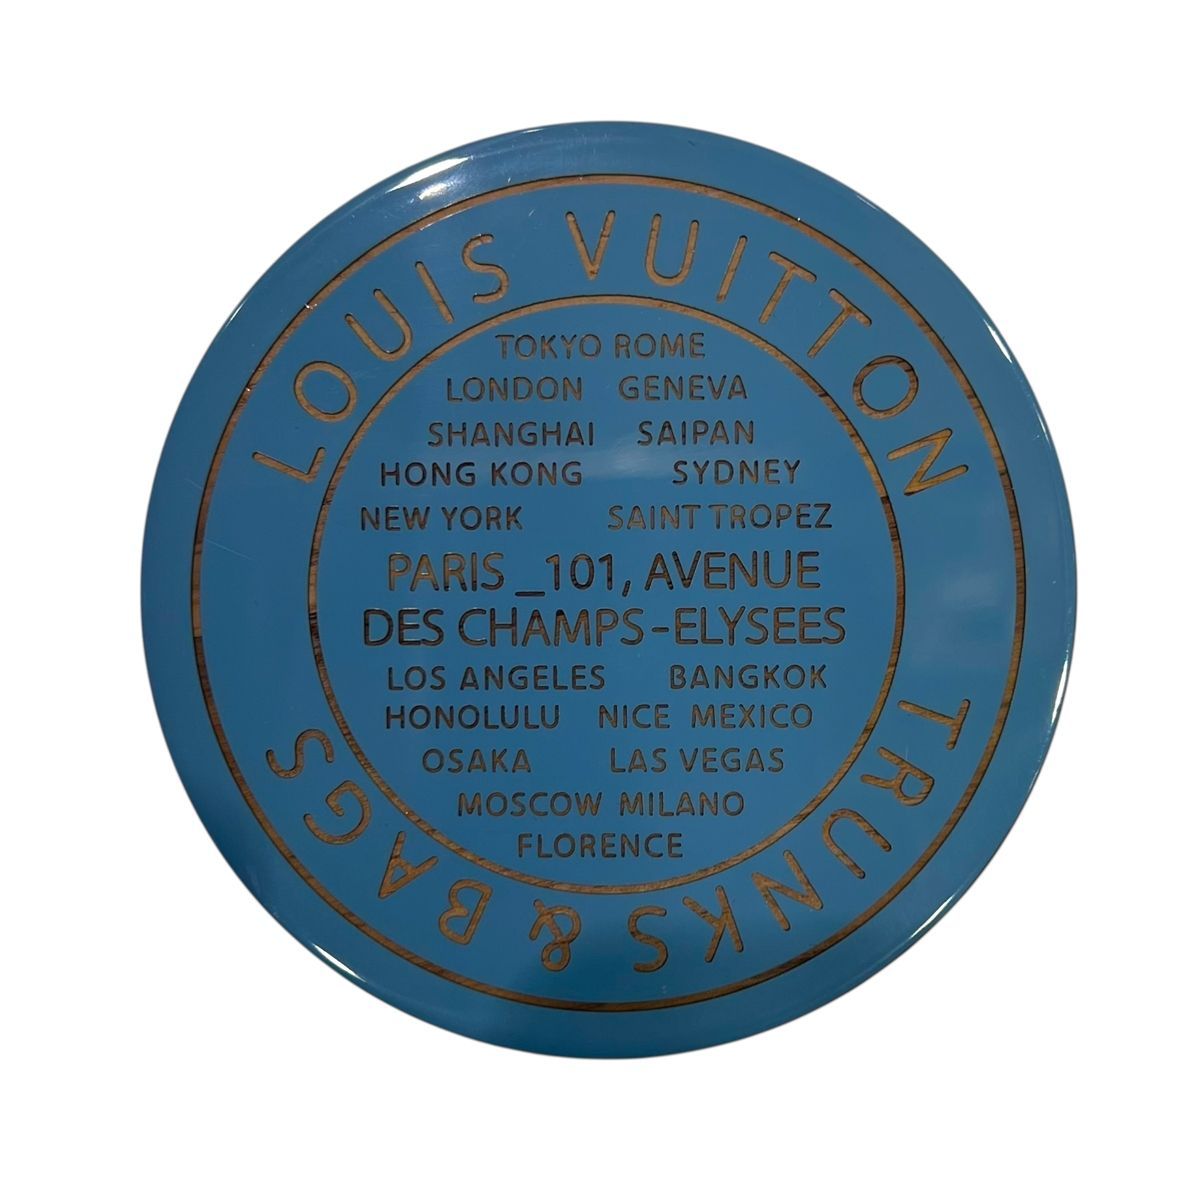 LOUIS VUITTON
TOKYO ROME
LONDON GENEVA
SHANGHAI SAIPAN
HONG KONG SYDNEY
NEW YORK SAINT TROPEZ
PARIS _101, AVENUE
DES CHAMPS-ELYSEES
LOS ANGELES BANGKOK
HONOLULU NICE MEXICO
OSAKA LAS VEGAS
MOSCOW MILANO
FLORENCE
TRUNKS & BAGS